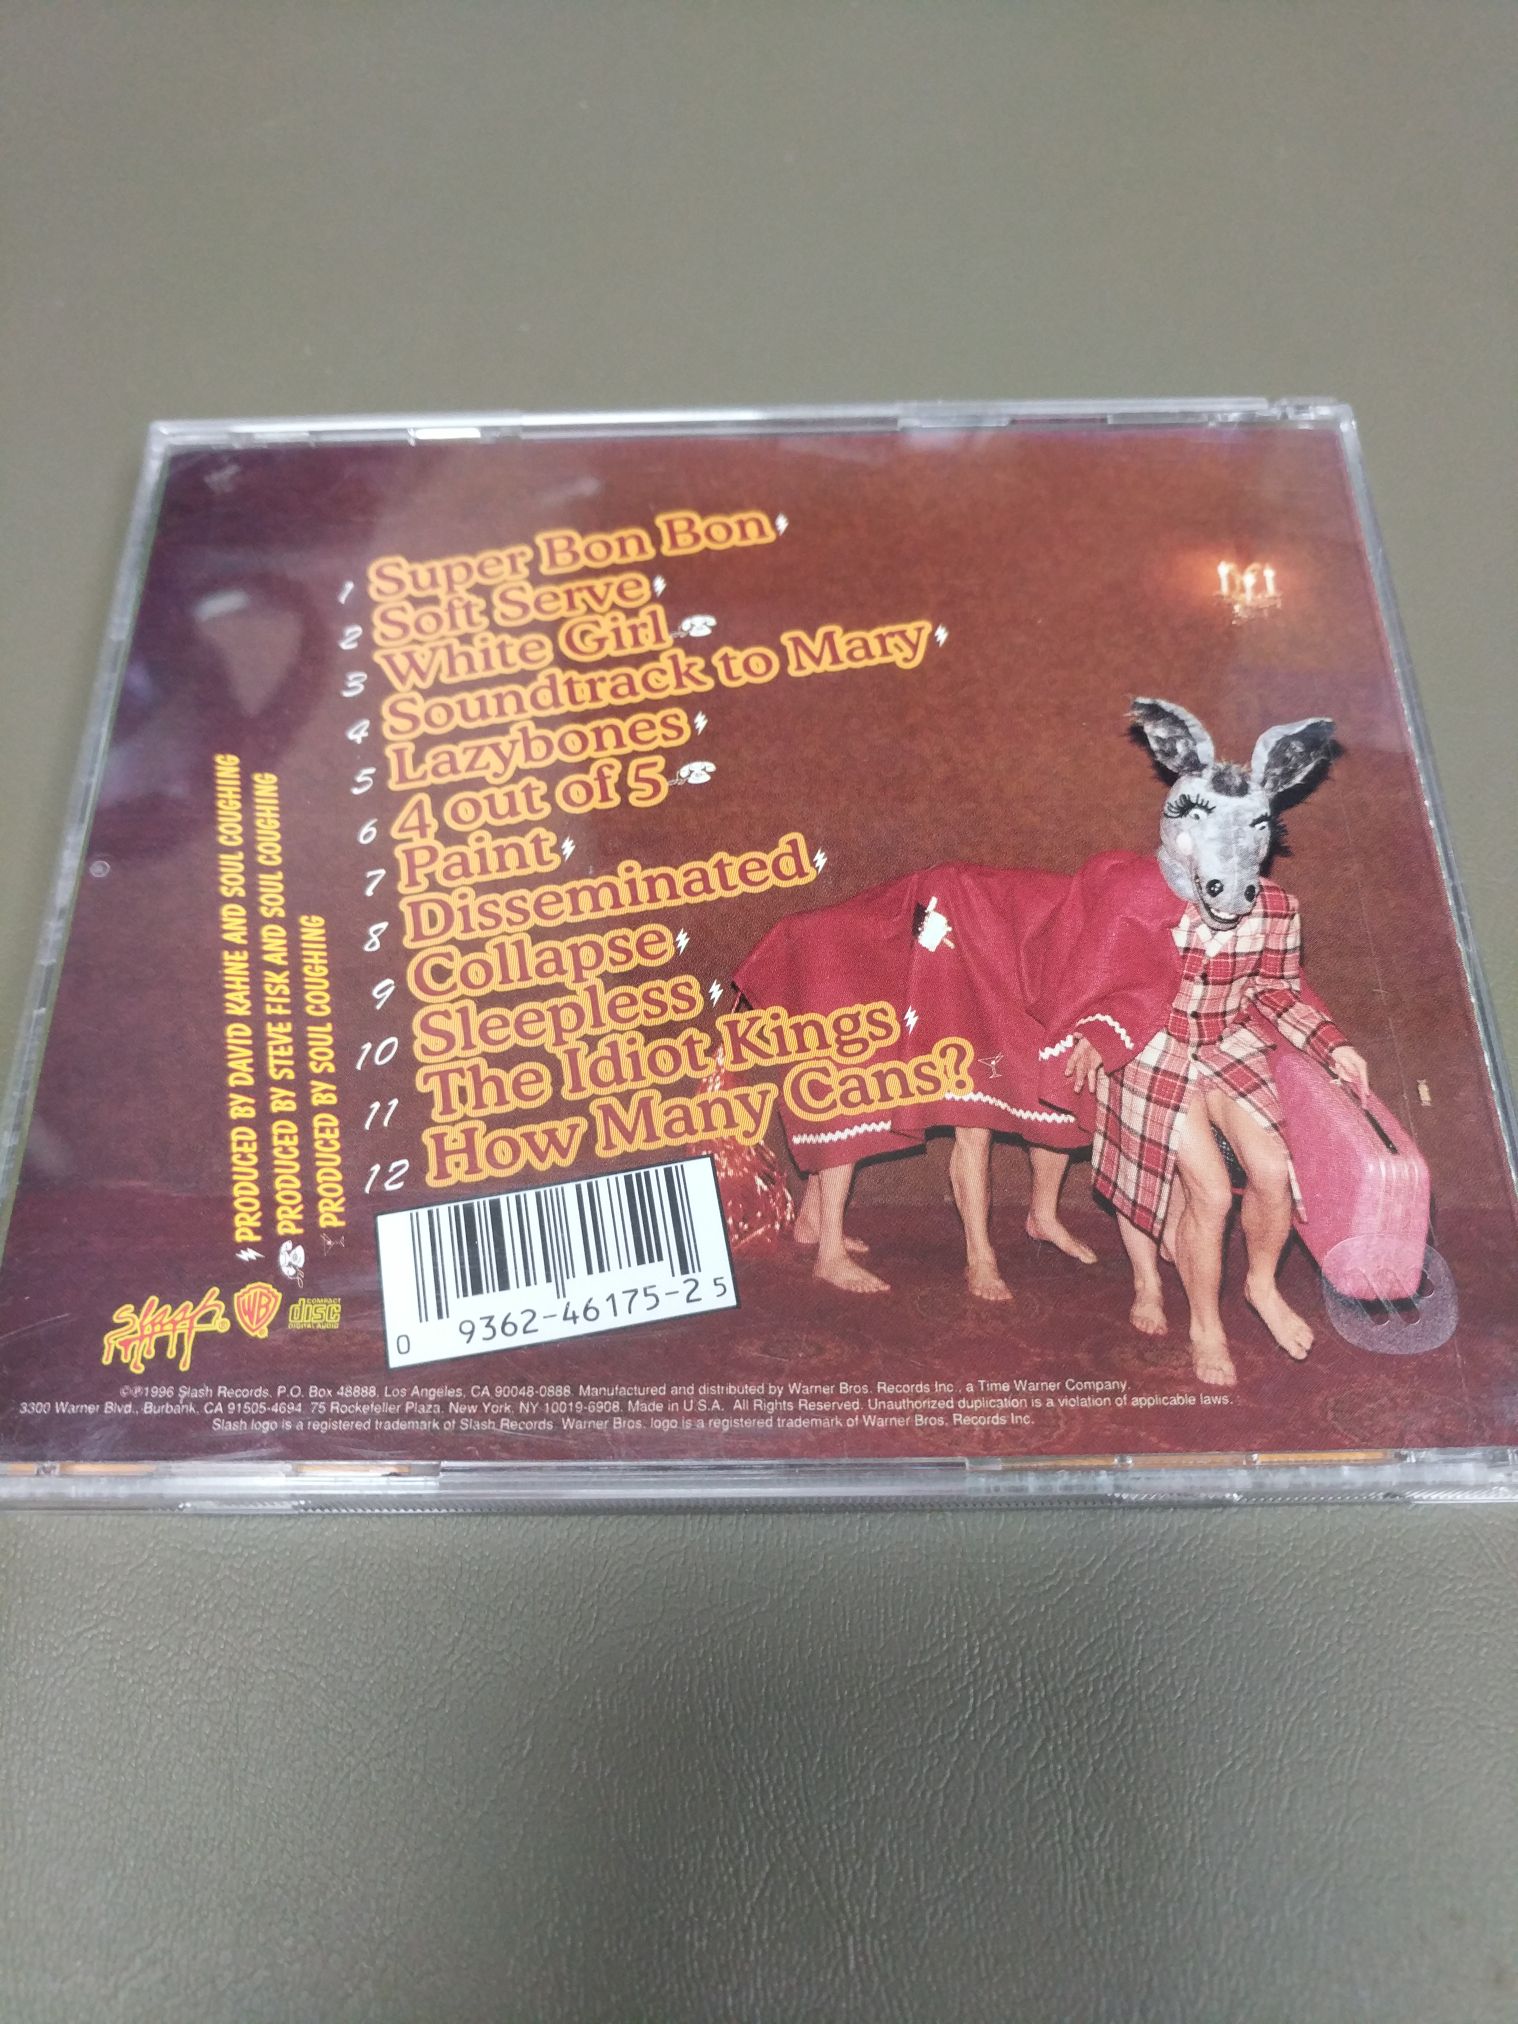 1 Super Bon Bon
2 Soft Serve
3 White Girl
4 Soundtrack to Mary
5 Lazybones
6 4 out of 5
7 Paint
8 Disseminated
9 Collapse
10 Sleepless
11 The Idiot Kings
12 How Many Cans?
PRODUCED BY DAVID KAHNE AND SOUL COUGHING
PRODUCED BY STEVE FISK AND SOUL COUGHING
PRODUCED BY SOUL COUGHING
Slash
WB
COMPACT
disc
DIGITAL AUDIO
0 9362-46175-2 5
©℗1996 Slash Records. P.O. Box 48888. Los Angeles, CA 90048-0888. Manufactured and distributed by Warner Bros. Records Inc., a Time Warner Company.
3300 Warner Blvd., Burbank, CA 91505-4694. 75 Rockefeller Plaza, New York, NY 10019-6908. Made in U.S.A. All Rights Reserved. Unauthorized duplication is a violation of applicable laws.
Slash logo is a registered trademark of Slash Records. Warner Bros. logo is a registered trademark of Warner Bros. Records Inc.